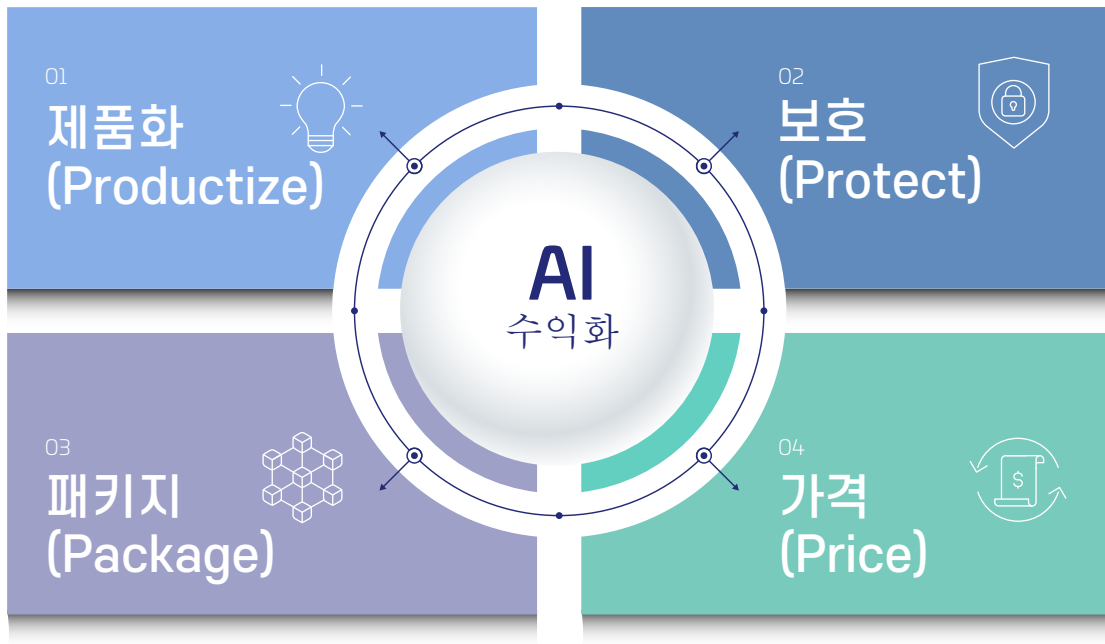 01
제품화
(Productize)
02
보호
(Protect)
AI
수익화
03
패키지
(Package)
04
가격
(Price)
$